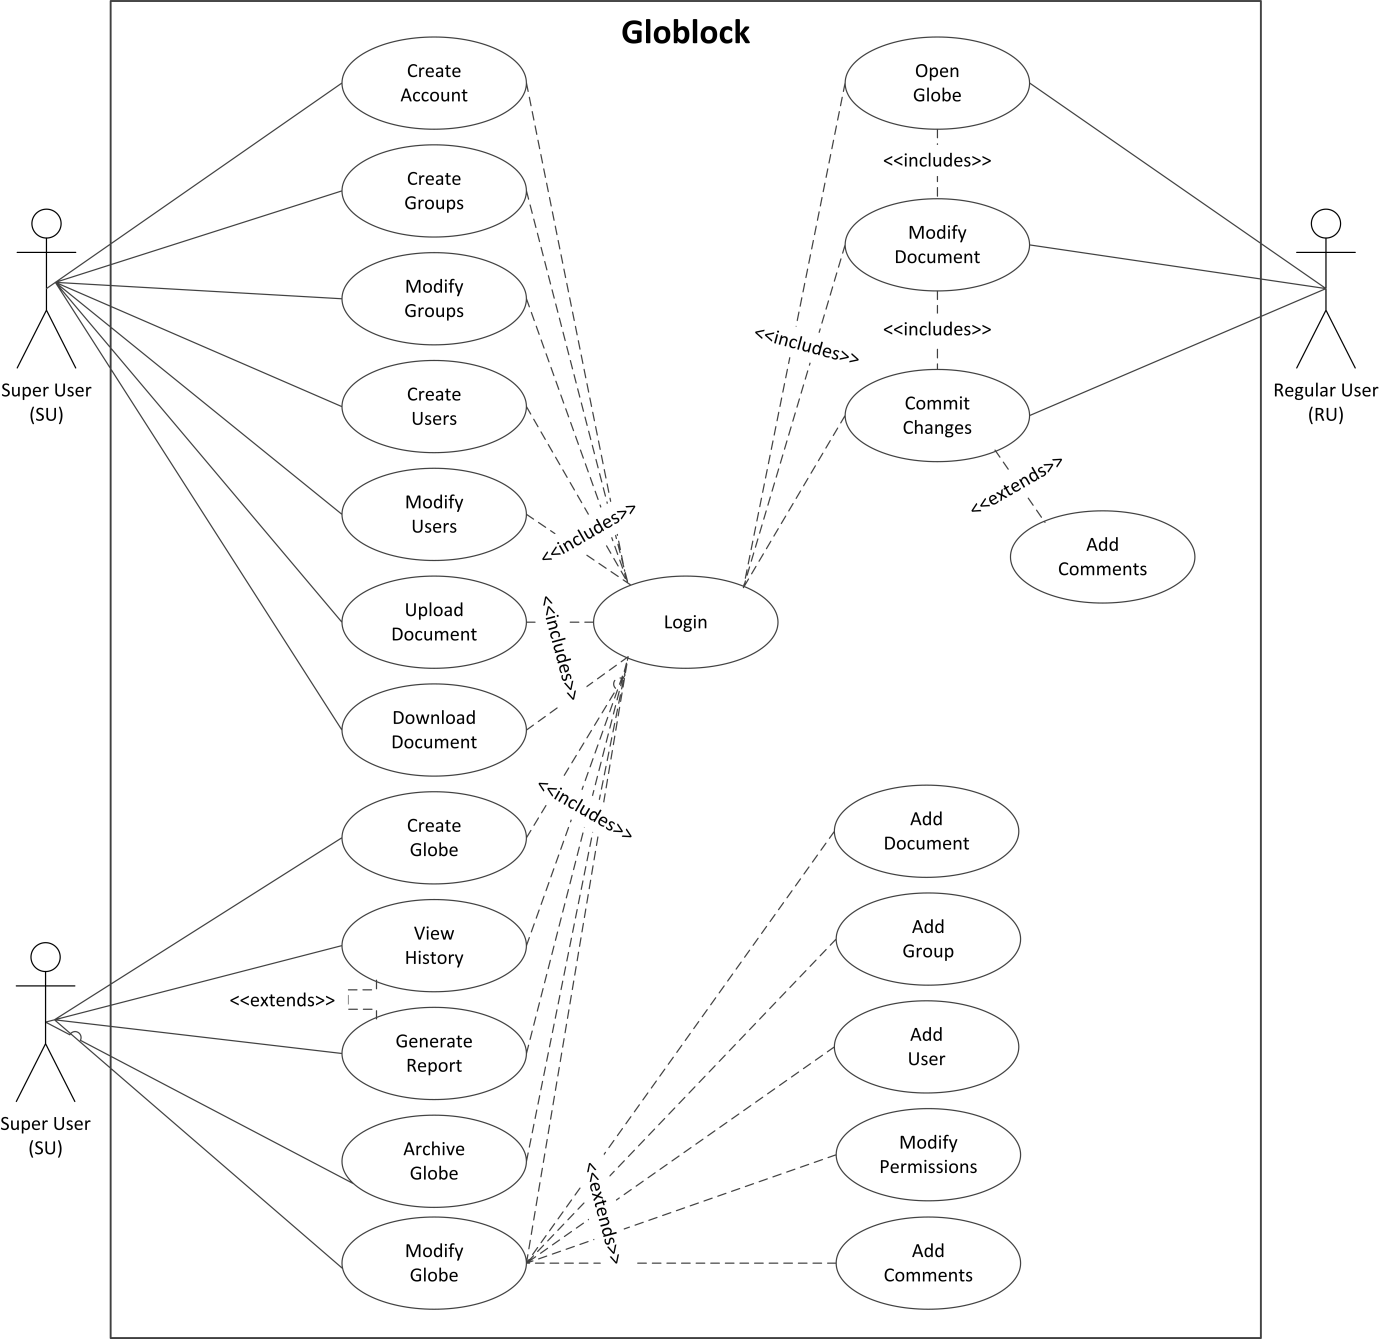 Globlock
Create
Account
Create
Groups
Modify
Groups
Create
Users
Modify
Users
Upload
Document
Download
Document
Create
Globe
View
History
<<extends>>
Generate
Report
Archive
Globe
Modify
Globe
Super User
(SU)
Super User
(SU)
<<includes>>
<<includes>>
<<includes>>
Login
<<includes>>
Open
Globe
<<includes>>
Modify
Document
<<includes>>
Commit
Changes
<<extends>>
Add
Comments
Regular User
(RU)
<<extends>>
Add
Document
Add
Group
Add
User
Modify
Permissions
Add
Comments